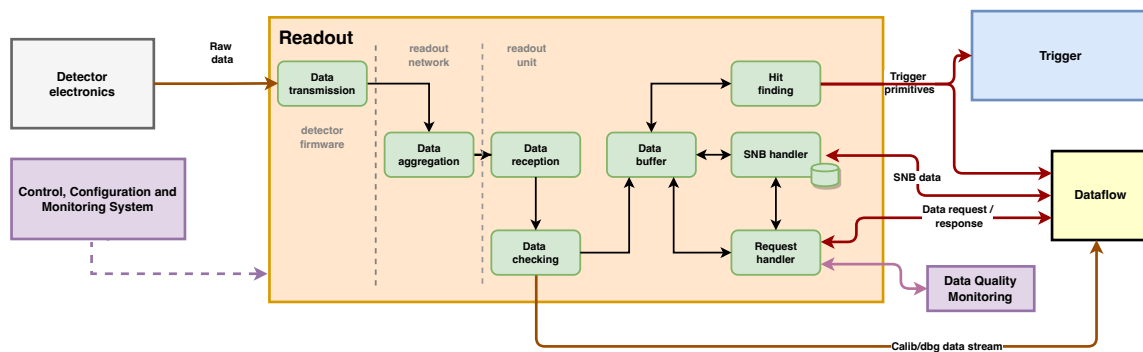 Readout
readout
network
readout
unit
Raw
data
Detector
electronics
Data
transmission
Hit
finding
Trigger
primitives
Trigger
detector
firmware
Data
aggregation
Data
reception
Data
buffer
SNB handler
SNB data
Control, Configuration and
Monitoring System
Dataflow
Data request /
response
Data
checking
Request
handler
Data Quality
Monitoring
Calib/dbg data stream